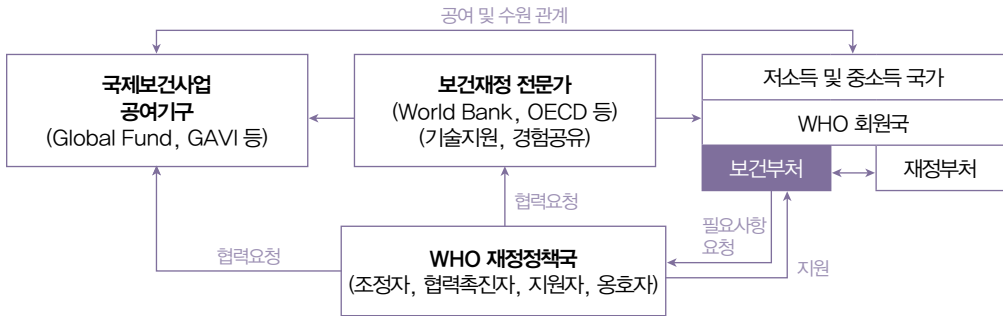 공여 및 수원 관계
국제보건사업
공여기구
(Global Fund, GAVI 등)
보건재정 전문가
(World Bank, OECD 등)
(기술지원, 경험공유)
저소득 및 중소득 국가
WHO 회원국
보건부처
재정부처
협력요청
협력요청
필요사항
요청
지원
WHO 재정정책국
(조정자, 협력촉진자, 지원자, 옹호자)